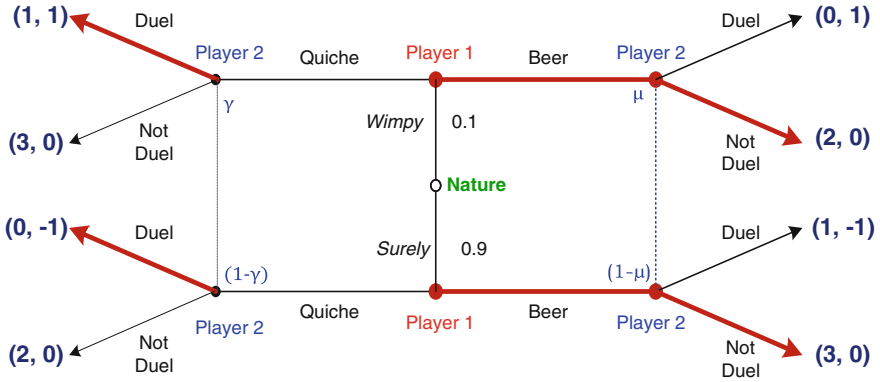 (1, 1) Duel (0, 1)
Player 2 Quiche Player 1 Beer Player 2 Duel
γ μ
(3, 0) Not Duel Wimpy 0.1 Not Duel (2, 0)
Nature
(0, -1) Duel Surely 0.9 Duel (1, -1)
(1-γ) (1-μ)
Quiche Beer
Player 2 Player 1 Player 2
(2, 0) Not Duel Not Duel (3, 0)